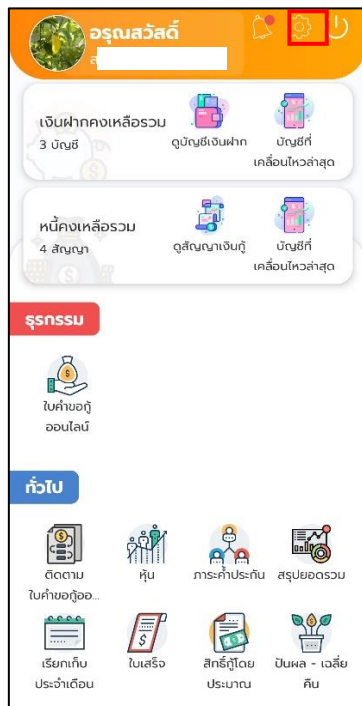 อรุณสวัสดิ์
เงินฝากคงเหลือรวม
3 บัญชี
ดูบัญชีเงินฝาก
บัญชีที่
เคลื่อนไหวล่าสุด
หนี้คงเหลือรวม
4 สัญญา
ดูสัญญาเงินกู้
บัญชีที่
เคลื่อนไหวล่าสุด
ธุรกรรม
ใบคำขอกู้
ออนไลน์
ทั่วไป
ติดตาม
ใบคำขอกู้ออ...
หุ้น
ภาระค้ำประกัน
สรุปยอดรวม
เรียกเก็บ
ประจำเดือน
ใบเสร็จ
สิทธิ์กู้โดย
ประมาณ
ปันผล - เฉลี่ย
คืน